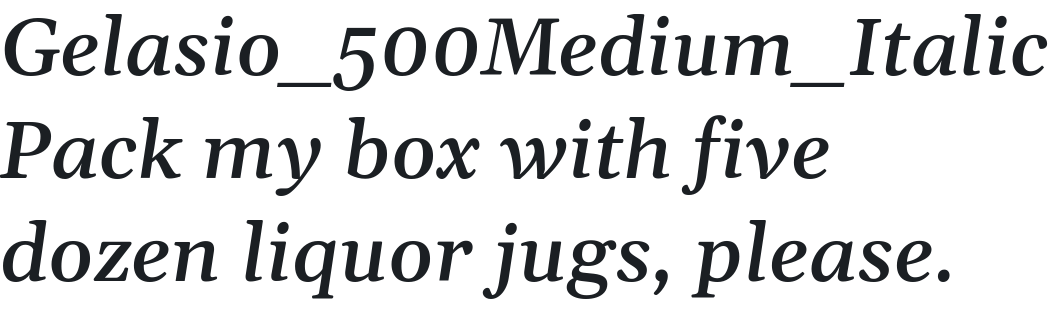 Gelasio_500Medium_Italic
Pack my box with five
dozen liquor jugs, please.